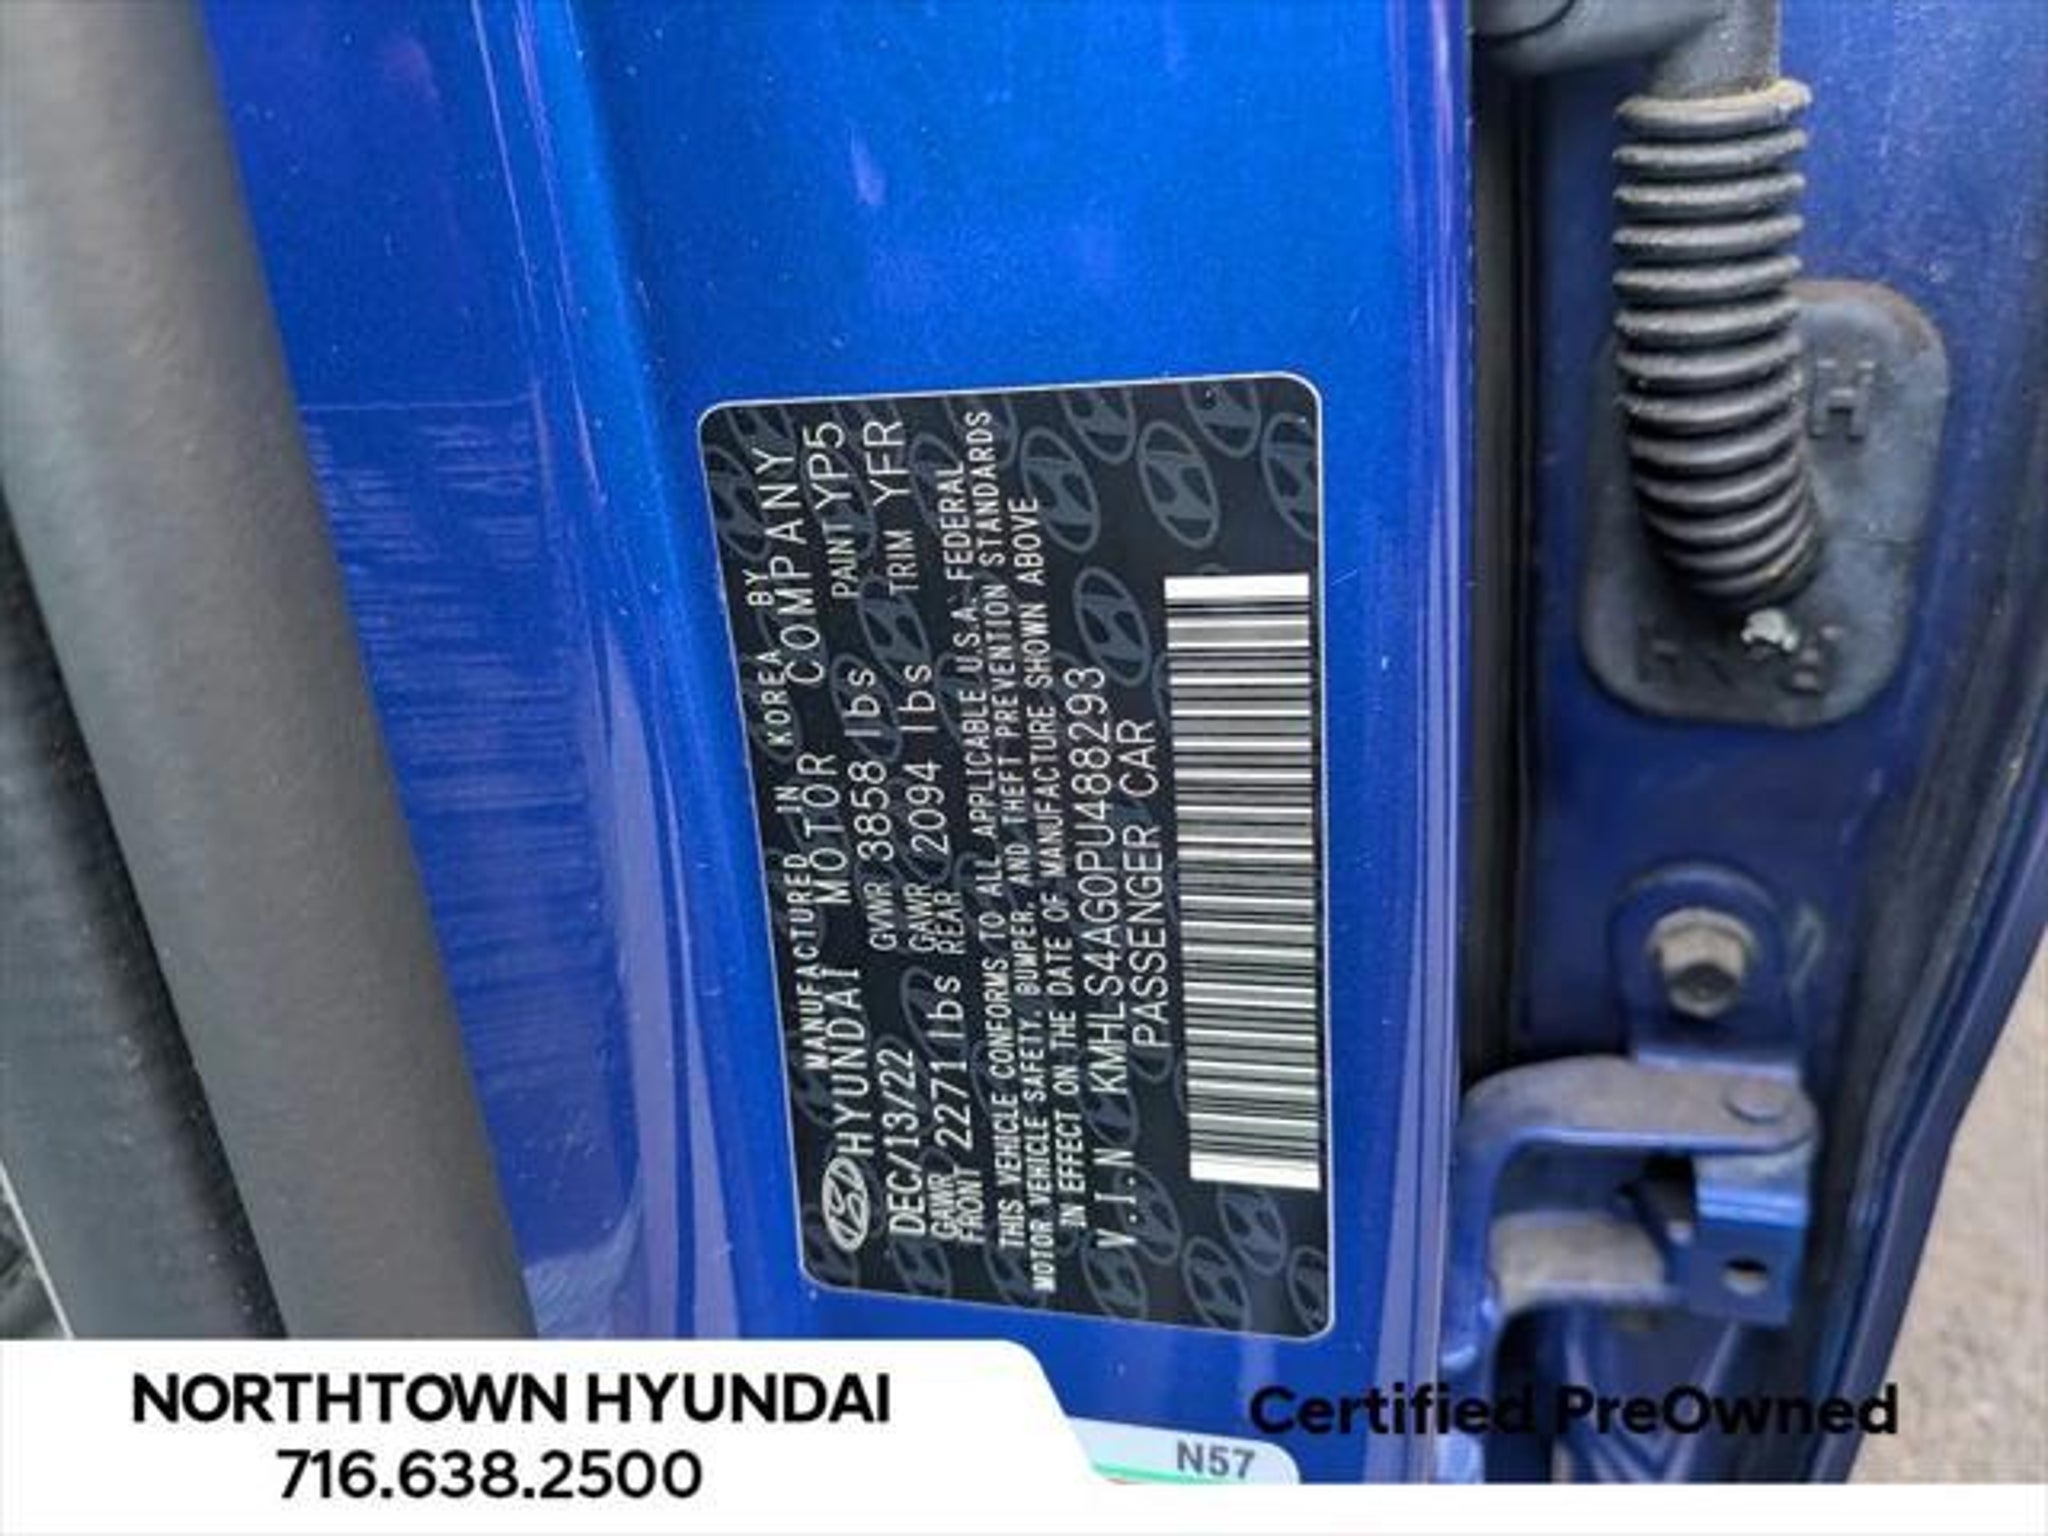 MANUFACTURED IN KOREA BY
HYUNDAI MOTOR COMPANY
DEC/13/22 GVWR 3858 lbs PAINT YP5
GAWR FRONT 2271 lbs GAWR REAR 2094 lbs TRIM YFR
THIS VEHICLE CONFORMS TO ALL APPLICABLE U.S.A. FEDERAL
MOTOR VEHICLE SAFETY, BUMPER, AND THEFT PREVENTION STANDARDS
IN EFFECT ON THE DATE OF MANUFACTURE SHOWN ABOVE
V.I.N KMHLS4AG0PU488293
PASSENGER CAR
H
NORTHTOWN HYUNDAI
716.638.2500
N57
Certified PreOwned